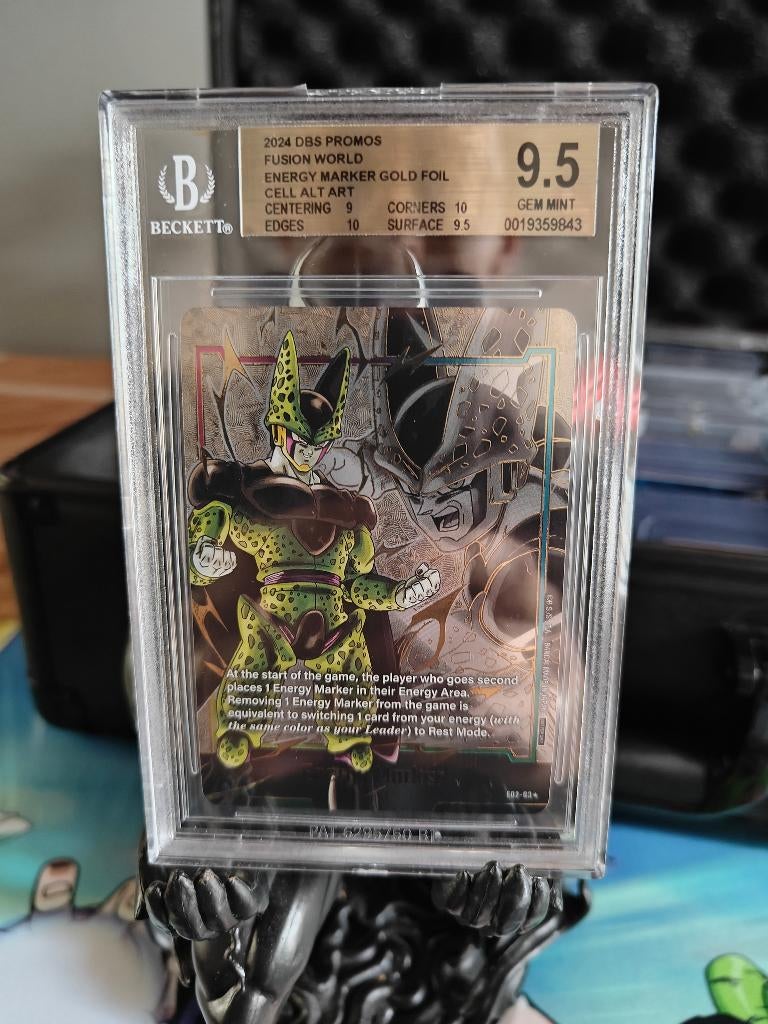 B
BECKETT®
2024 DBS PROMOS
FUSION WORLD
ENERGY MARKER GOLD FOIL
CELL ALT ART
CENTERING 9 CORNERS 10
EDGES 10 SURFACE 9.5
9.5
GEM MINT
0019359843
At the start of the game, the player who goes second
places 1 Energy Marker in their Energy Area.
Removing 1 Energy Marker from the game is
equivalent to switching 1 card from your energy (with
the same color as your Leader) to Rest Mode.
E02-03★